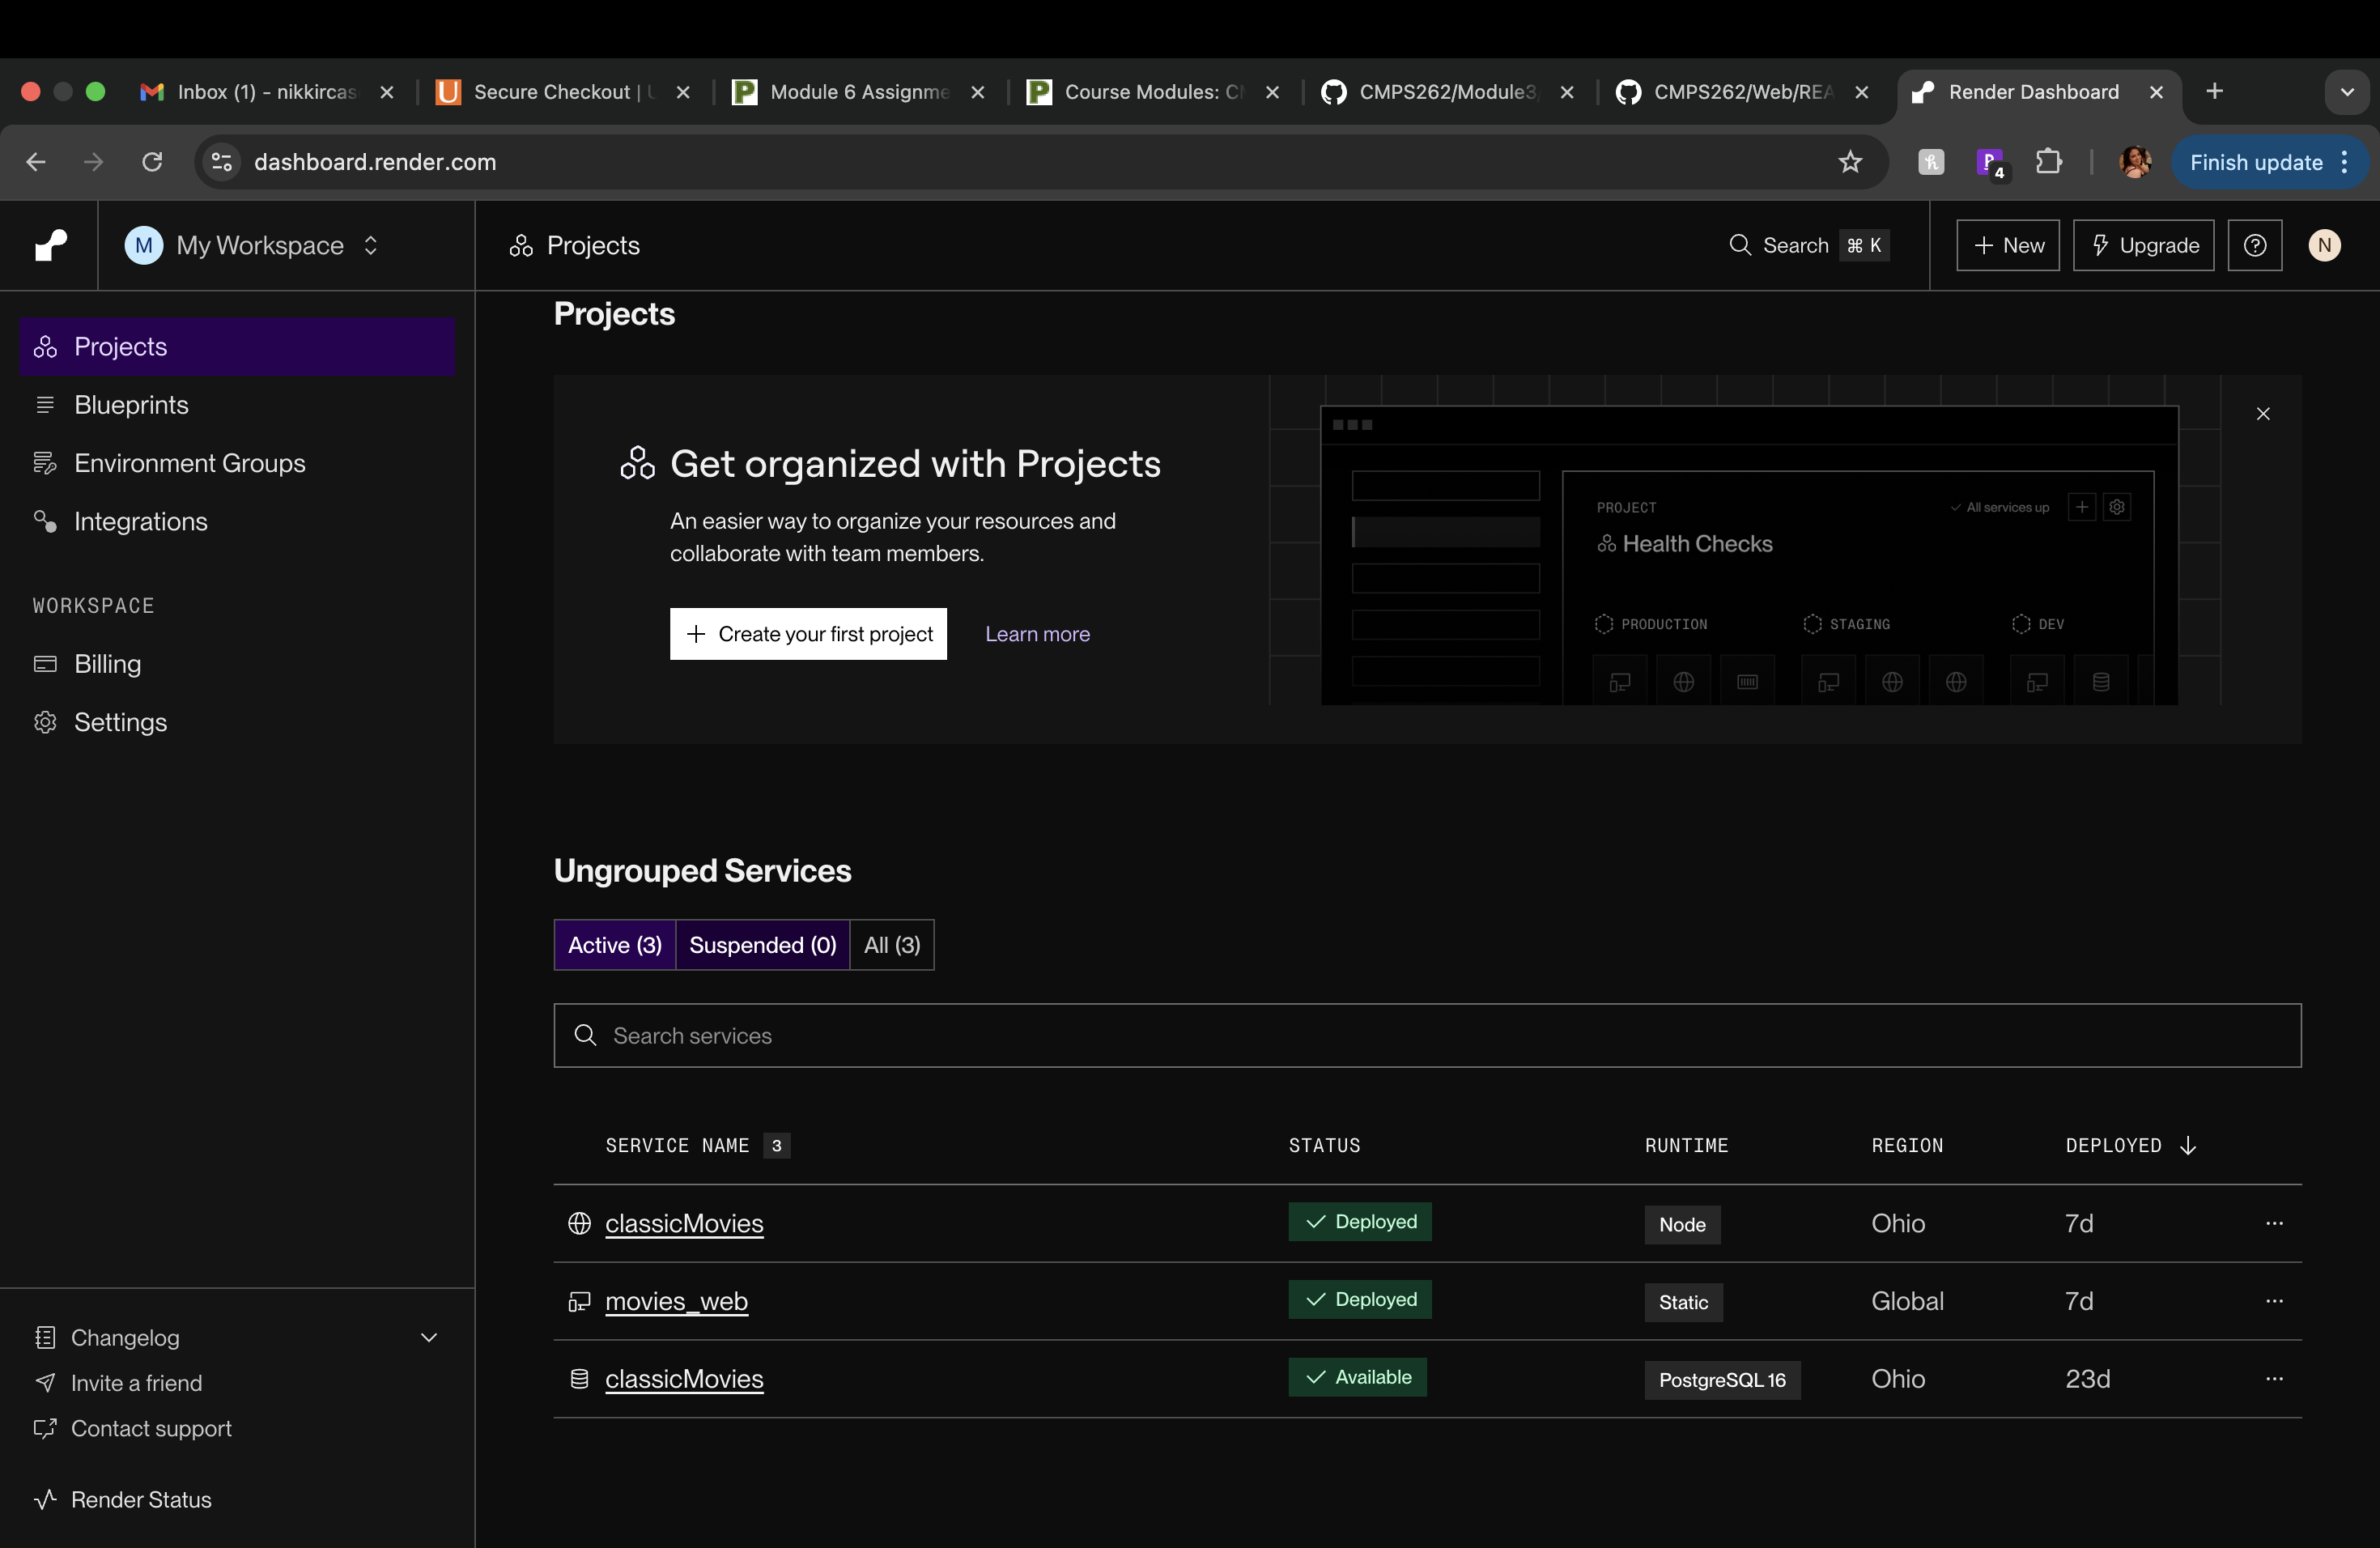 Inbox (1) - nikkircas
Secure Checkout |
Module 6 Assignme
Course Modules: CM
CMPS262/Module3/
CMPS262/Web/REA
Render Dashboard
dashboard.render.com
4
Finish update
M My Workspace
Projects
Search ⌘ K
+ New
Upgrade
N
Projects
Blueprints
Environment Groups
Integrations
WORKSPACE
Billing
Settings
Changelog
Invite a friend
Contact support
Render Status
Projects
Get organized with Projects
An easier way to organize your resources and
collaborate with team members.
+ Create your first project
Learn more
PROJECT
All services up
Health Checks
PRODUCTION
STAGING
DEV
Ungrouped Services
Active (3) Suspended (0) All (3)
Search services
SERVICE NAME 3 STATUS RUNTIME REGION DEPLOYED ↓
classicMovies ✓ Deployed Node Ohio 7d ···
movies_web ✓ Deployed Static Global 7d ···
classicMovies ✓ Available PostgreSQL 16 Ohio 23d ···